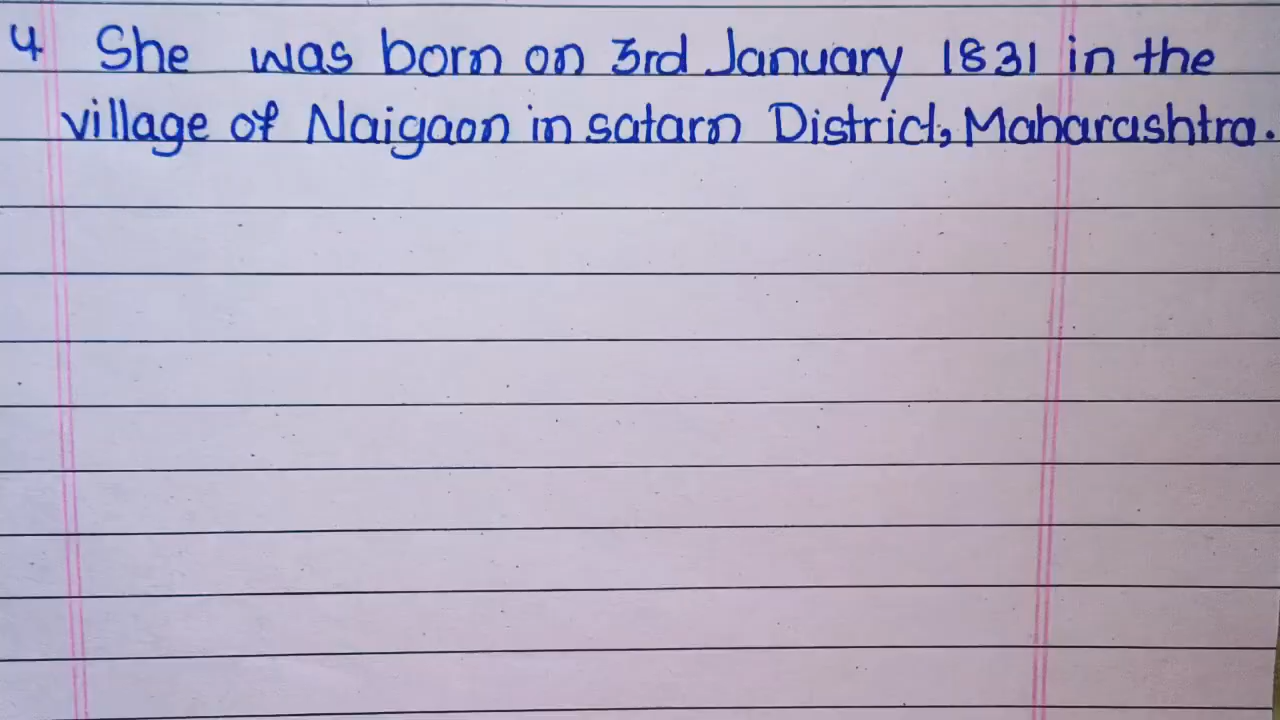 4 She was born on 3rd January 1831 in the
village of Naigaon in satarn District, Maharashtra.